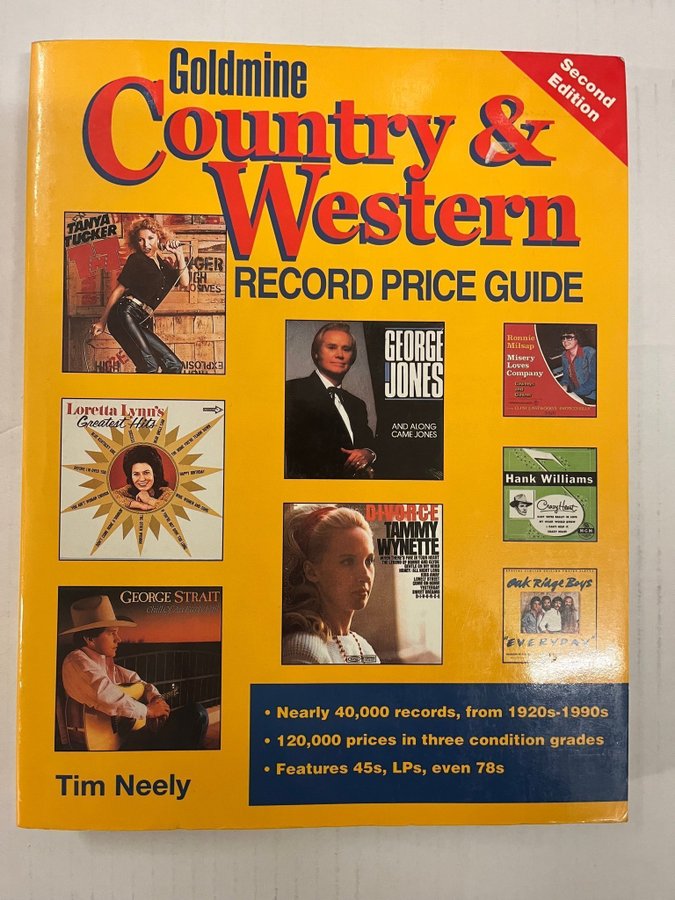 Goldmine
Second
Edition
Country &
Western
RECORD PRICE GUIDE
TANYA
TUCKER
GEORGE
JONES
AND ALONG
CAME JONES
Ronnie
Milsap
Misery
Loves
Company
Loretta Lynn's
Greatest Hits
Hank Williams
Crazy Heart
DIVORCE
TAMMY
WYNETTE
GEORGE STRAIT
Oak Ridge Boys
"EVERYDAY"
• Nearly 40,000 records, from 1920s-1990s
• 120,000 prices in three condition grades
• Features 45s, LPs, even 78s
Tim Neely